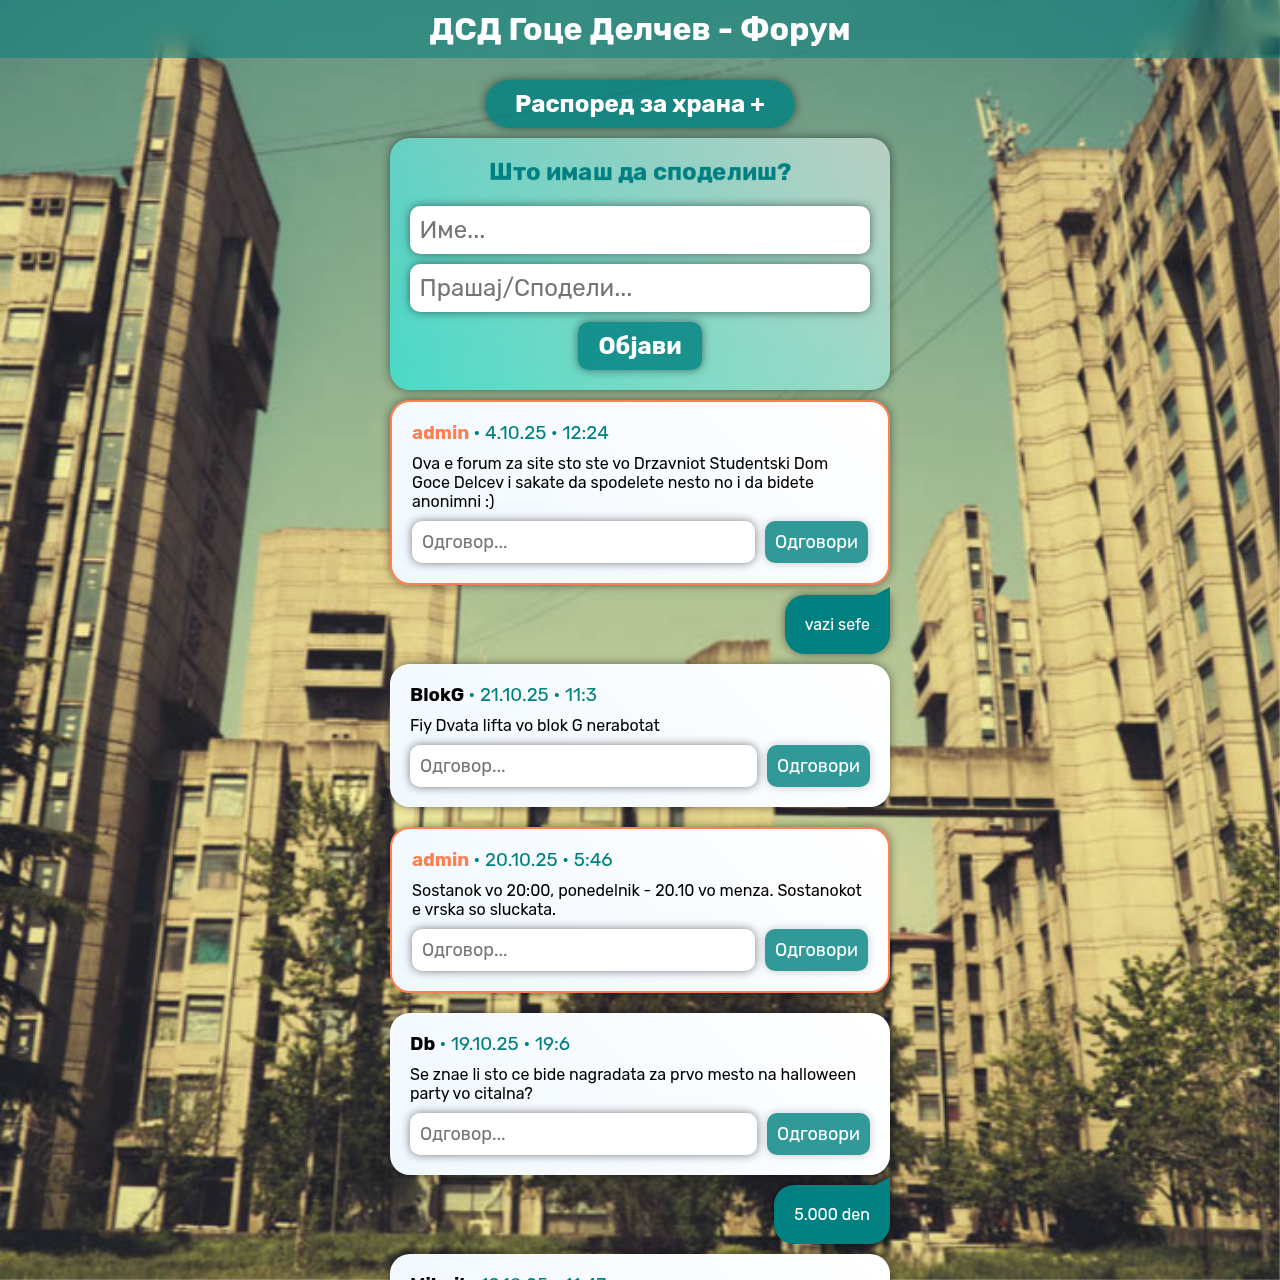 ДСД Гоце Делчев - Форум
Распоред за храна +
Што имаш да споделиш?
Име...
Прашај/Сподели...
Објави
admin • 4.10.25 • 12:24
Ova e forum za site sto ste vo Drzavniot Studentski Dom
Goce Delcev i sakate da spodelete nesto no i da bidete
anonimni :)
Одговор...
Одговори
vazi sefe
BlokG • 21.10.25 • 11:3
Fiy Dvata lifta vo blok G nerabotat
Одговор...
Одговори
admin • 20.10.25 • 5:46
Sostanok vo 20:00, ponedelnik - 20.10 vo menza. Sostanokot
e vrska so sluckata.
Одговор...
Одговори
Db • 19.10.25 • 19:6
Se znae li sto ce bide nagradata za prvo mesto na halloween
party vo citalna?
Одговор...
Одговори
5.000 den